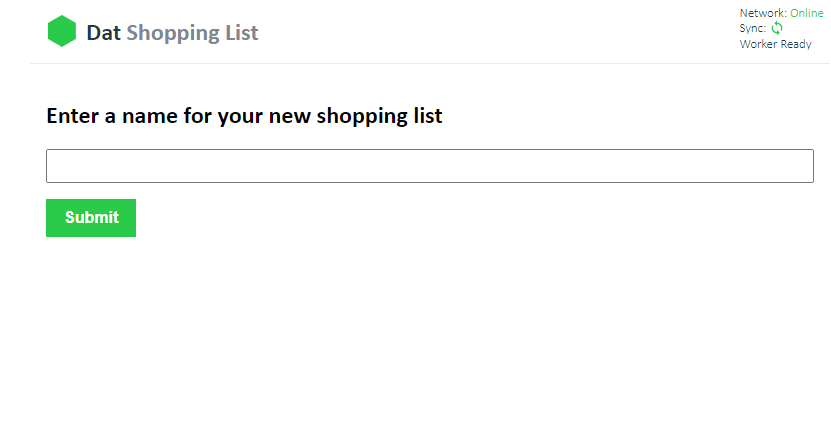 Dat Shopping List
Network: Online
Sync:
Worker Ready
Enter a name for your new shopping list
Submit